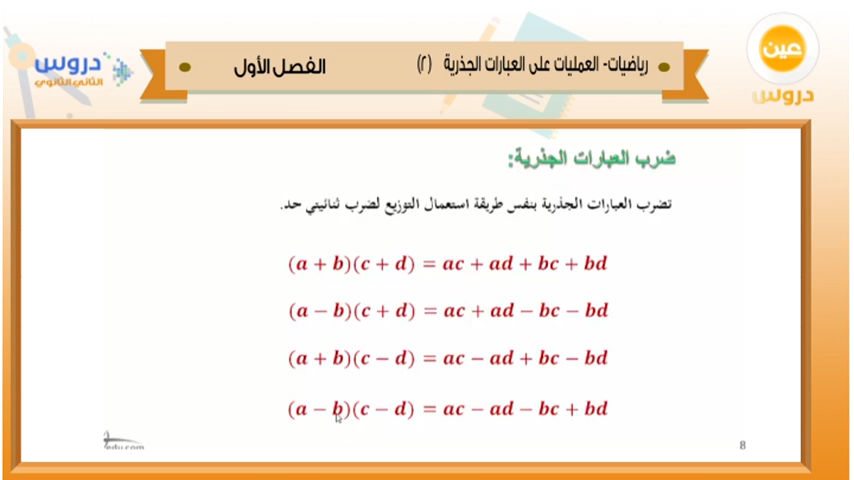 عين
دروس
رياضيات- العمليات على العبارات الجذرية (٢)
الفصل الأول
دروس
الثاني الثانوي
ضرب العبارات الجذرية:
تضرب العبارات الجذرية بنفس طريقة استعمال التوزيع لضرب ثنائيتي حد.
(a + b)(c + d) = ac + ad + bc + bd
(a − b)(c + d) = ac + ad − bc − bd
(a + b)(c − d) = ac − ad + bc − bd
(a − b)(c − d) = ac − ad − bc + bd
edu.com
8